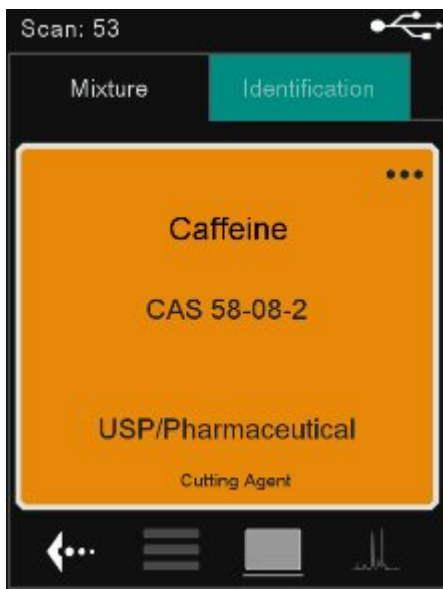 Scan: 53
Mixture
Identification
Caffeine
CAS 58-08-2
USP/Pharmaceutical
Cutting Agent